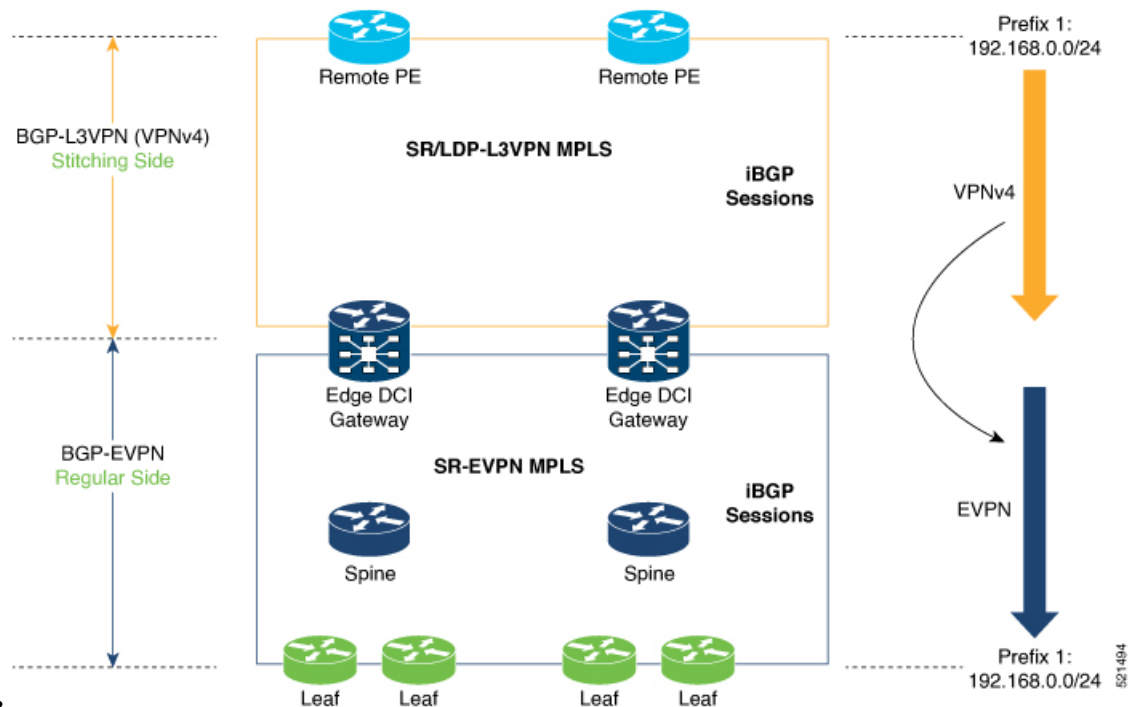 Prefix 1:
192.168.0.0/24
Remote PE
Remote PE
BGP-L3VPN (VPNv4)
Stitching Side
SR/LDP-L3VPN MPLS
iBGP
Sessions
VPNv4
Edge DCI
Gateway
Edge DCI
Gateway
BGP-EVPN
Regular Side
SR-EVPN MPLS
iBGP
Sessions
EVPN
Spine
Spine
Leaf
Leaf
Leaf
Leaf
Prefix 1:
192.168.0.0/24
521494